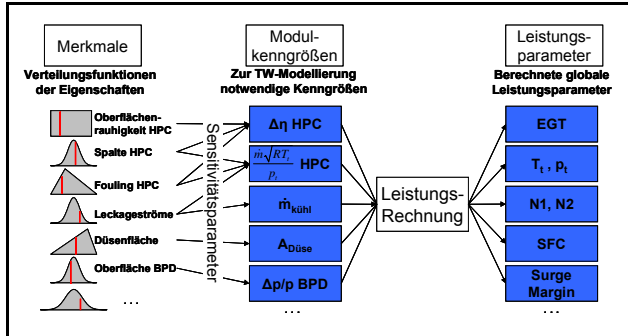 Merkmale
Verteilungsfunktionen
der Eigenschaften
Oberflächen-
rauhigkeit HPC
Spalte HPC
Fouling HPC
Leckageströme
Düsenfläche
Oberfläche BPD
...
Sensitivitätsparameter
Modul-
kenngrößen
Zur TW-Modellierung
notwendige Kenngrößen
Δη HPC
ṁ√RTₜ / pₜ HPC
ṁkühl
ADüse
Δp/p BPD
...
Leistungs-
Rechnung
Leistungs-
parameter
Berechnete globale
Leistungsparameter
EGT
Tₜ , pₜ
N1, N2
SFC
Surge
Margin
...